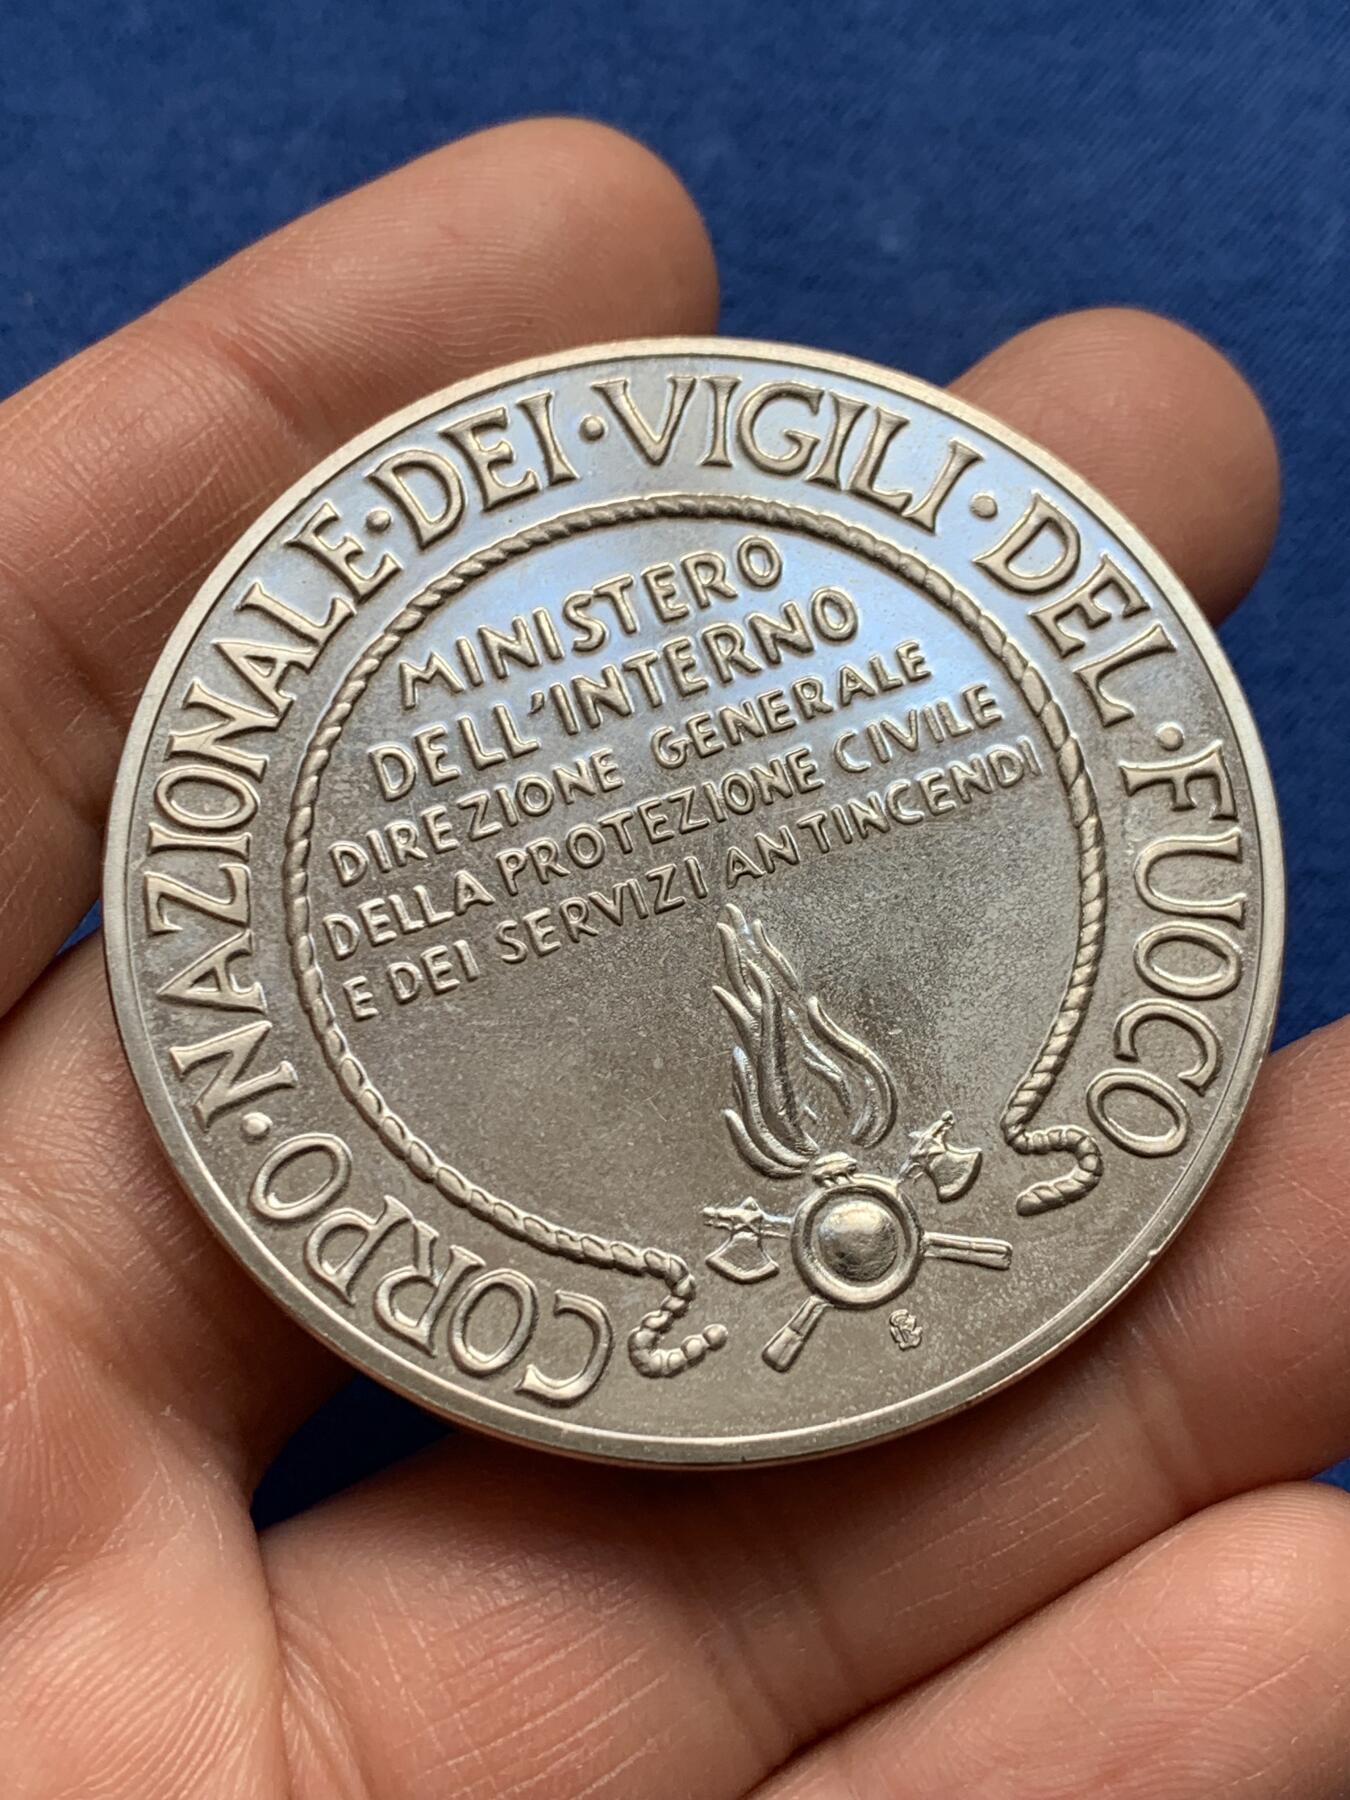 CORPO · NAZIONALE · DEI · VIGILI · DEL · FUOCO
MINISTERO
DELL'INTERNO
DIREZIONE GENERALE
DELLA PROTEZIONE CIVILE
E DEI SERVIZI ANTINCENDI